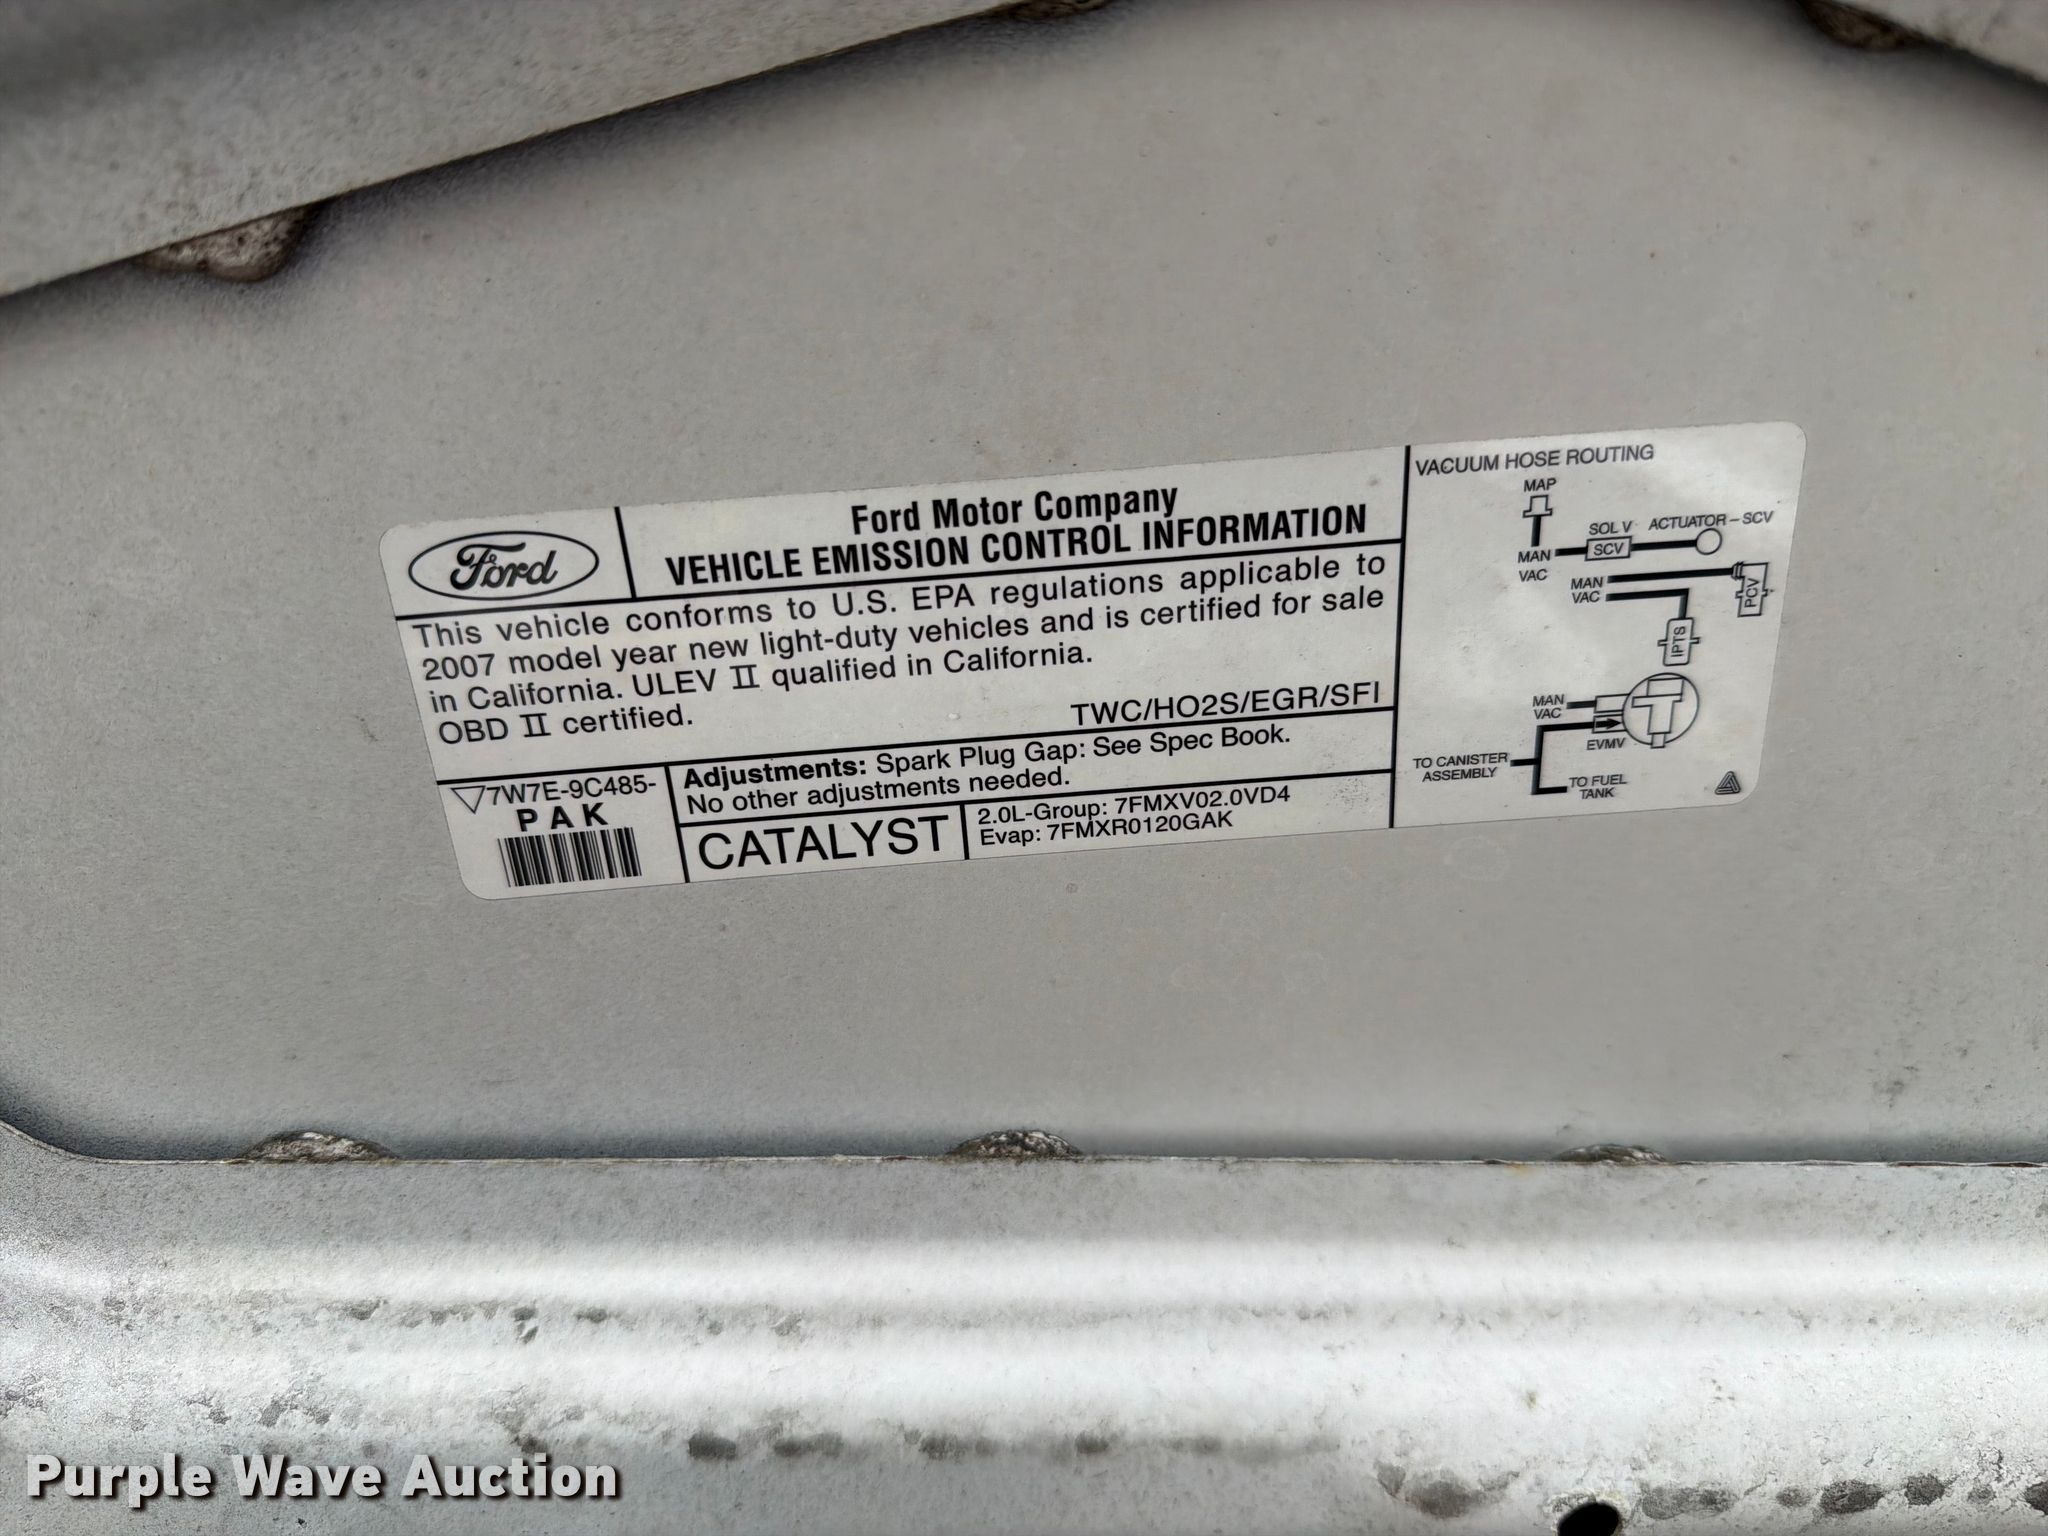 Ford
Ford Motor Company
VEHICLE EMISSION CONTROL INFORMATION
This vehicle conforms to U.S. EPA regulations applicable to
2007 model year new light-duty vehicles and is certified for sale
in California. ULEV II qualified in California.
OBD II certified.
TWC/HO2S/EGR/SFI
7W7E-9C485-
PAK
Adjustments: Spark Plug Gap: See Spec Book.
No other adjustments needed.
CATALYST
2.0L-Group: 7FMXV02.0VD4
Evap: 7FMXR0120GAK
VACUUM HOSE ROUTING
MAP
SOL V
ACTUATOR – SCV
SCV
MAN
VAC
MAN
VAC
PCV
IPTS
MAN
VAC
EVMV
TO CANISTER
ASSEMBLY
TO FUEL
TANK
Purple Wave Auction